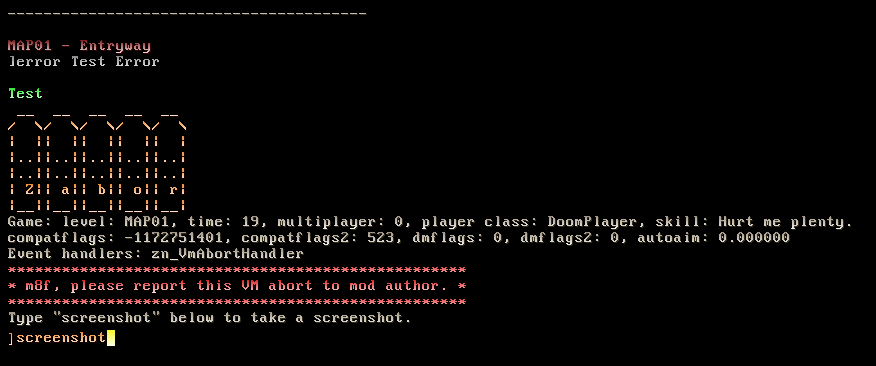 ----------------------------------------
MAP01 - Entryway
]error Test Error
Test
 __  __  __  __  __
/  \/  \/  \/  \/  \
|  ||  ||  ||  ||  |
|..||..||..||..||..|
|..||..||..||..||..|
| Z|| a|| b|| o|| r|
|__||__||__||__||__|
Game: level: MAP01, time: 19, multiplayer: 0, player class: DoomPlayer, skill: Hurt me plenty.
compatflags: -1172751401, compatflags2: 523, dmflags: 0, dmflags2: 0, autoaim: 0.000000
Event handlers: zn_VmAbortHandler
***************************************************
* m8f, please report this VM abort to mod author. *
***************************************************
Type "screenshot" below to take a screenshot.
]screenshot